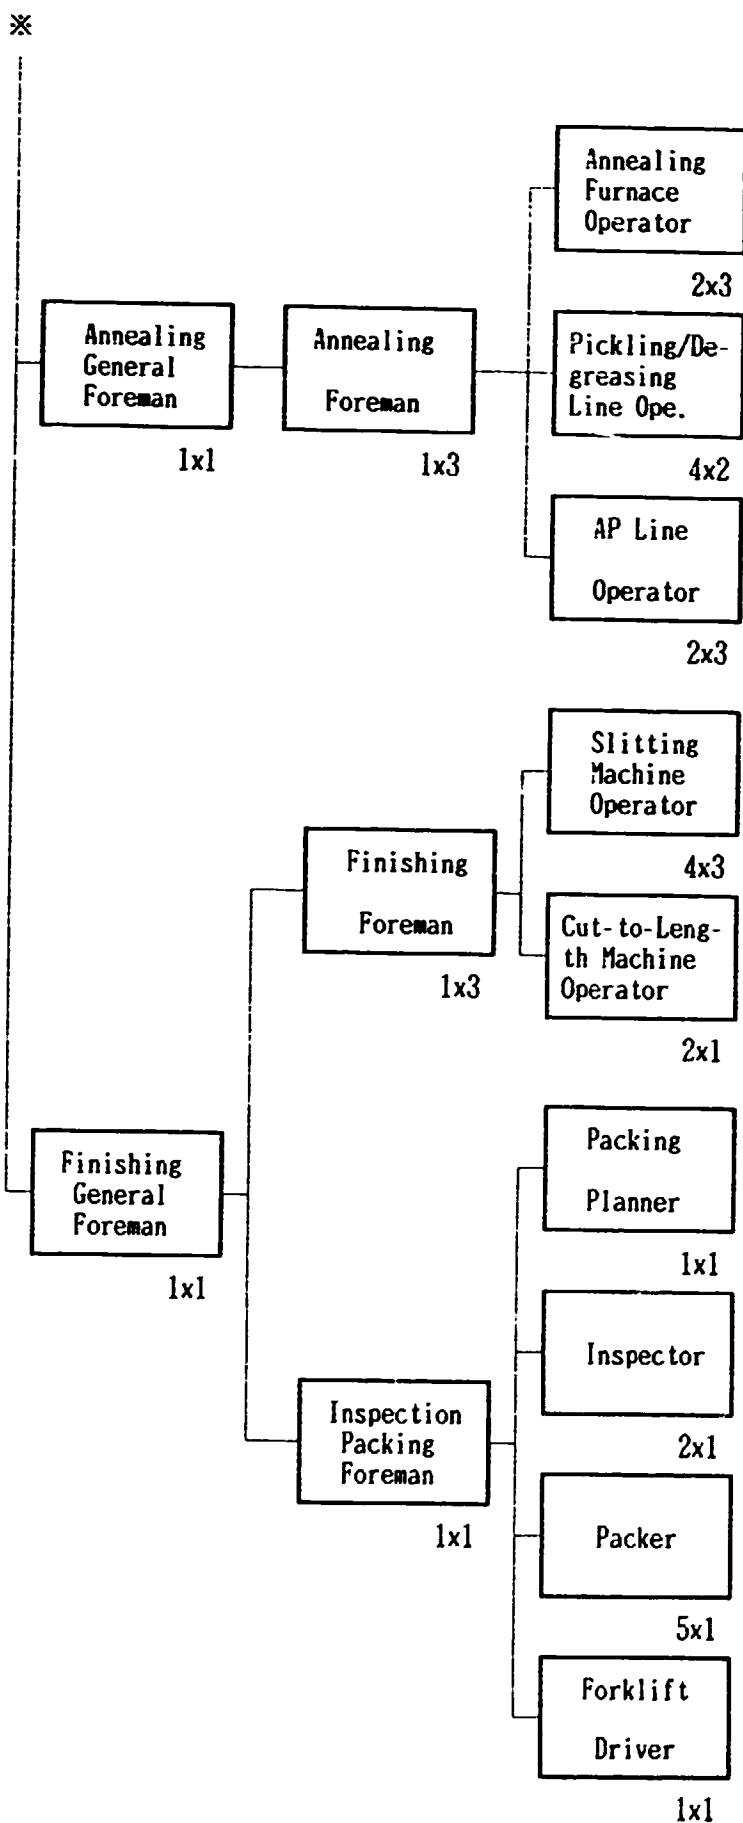 ※
Annealing
Furnace
Operator
2x3
Annealing
General
Foreman
1x1
Annealing
Foreman
1x3
Pickling/De-
greasing
Line Ope.
4x2
AP Line
Operator
2x3
Slitting
Machine
Operator
4x3
Finishing
Foreman
1x3
Cut-to-Leng-
th Machine
Operator
2x1
Finishing
General
Foreman
1x1
Packing
Planner
1x1
Inspector
2x1
Inspection
Packing
Foreman
1x1
Packer
5x1
Forklift
Driver
1x1